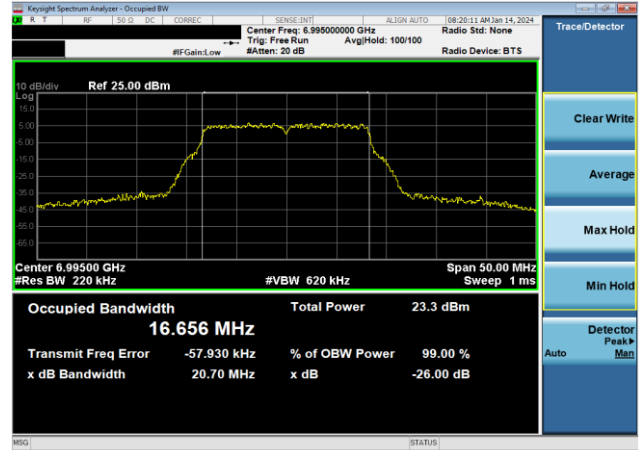 Keysight Spectrum Analyzer - Occupied BW
R T RF 50 Ω DC CORREC SENSE:INT ALIGN AUTO 08:20:11 AM Jan 14, 2024
Center Freq: 6.995000000 GHz Radio Std: None
Trig: Free Run Avg|Hold: 100/100
#IFGain:Low #Atten: 20 dB Radio Device: BTS
Trace/Detector
10 dB/div Ref 25.00 dBm
Log
15.0
5.00
-5.00
-15.0
-25.0
-35.0
-45.0
-55.0
-65.0
Center 6.99500 GHz Span 50.00 MHz
#Res BW 220 kHz #VBW 620 kHz Sweep 1 ms
Occupied Bandwidth Total Power 23.3 dBm
16.656 MHz
Transmit Freq Error -57.930 kHz % of OBW Power 99.00 %
x dB Bandwidth 20.70 MHz x dB -26.00 dB
Clear Write
Average
Max Hold
Min Hold
Detector
Peak▶
Auto Man
MSG STATUS